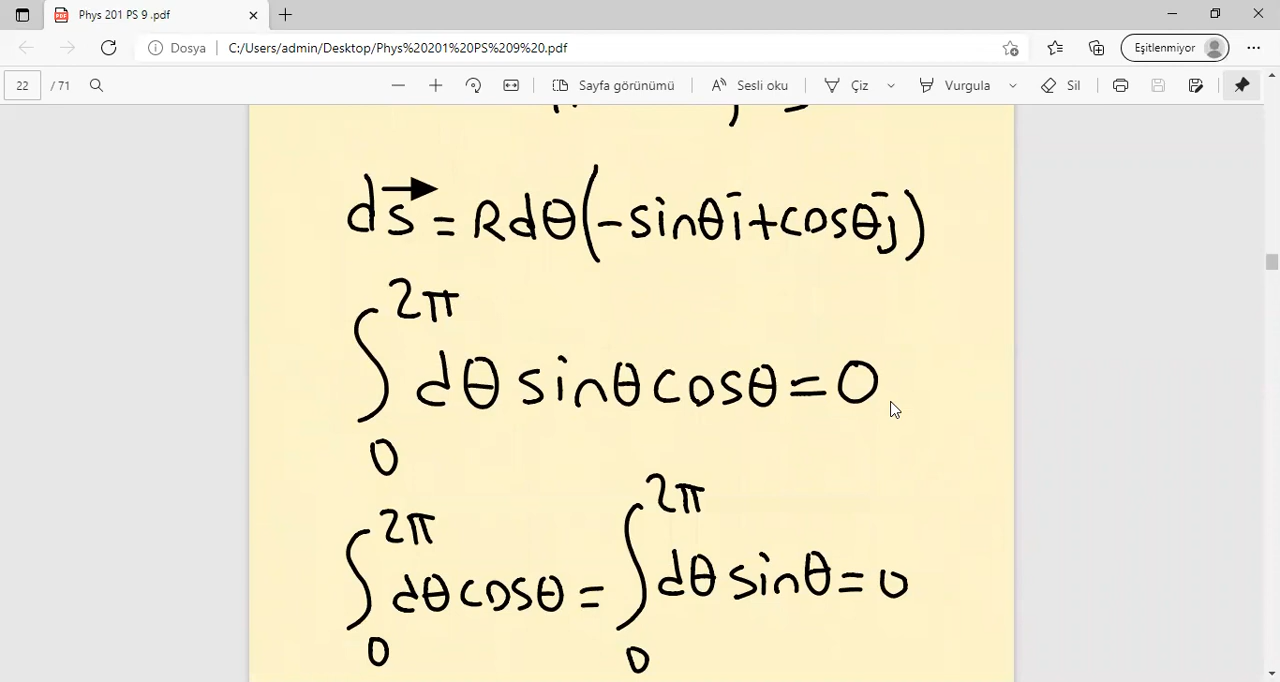 Phys 201 PS 9 .pdf
Dosya C:/Users/admin/Desktop/Phys%20201%20PS%209%20.pdf
Eşitlenmiyor
22 / 71
Sayfa görünümü
Sesli oku
Çiz
Vurgula
Sil
ds⃗ = Rdθ(-sinθi̅+cosθj̅)
∫₀^2π dθ sinθ cosθ = 0
∫₀^2π dθ cosθ = ∫₀^2π dθ sinθ = 0